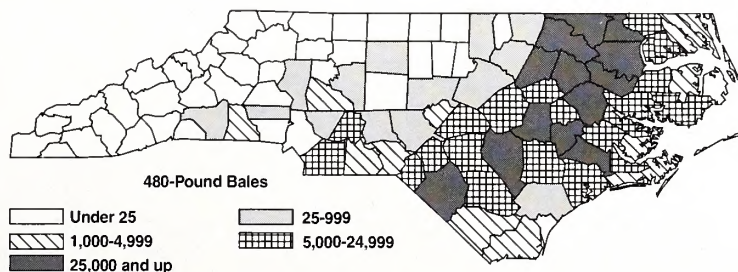 480-Pound Bales
Under 25
25-999
1,000-4,999
5,000-24,999
25,000 and up